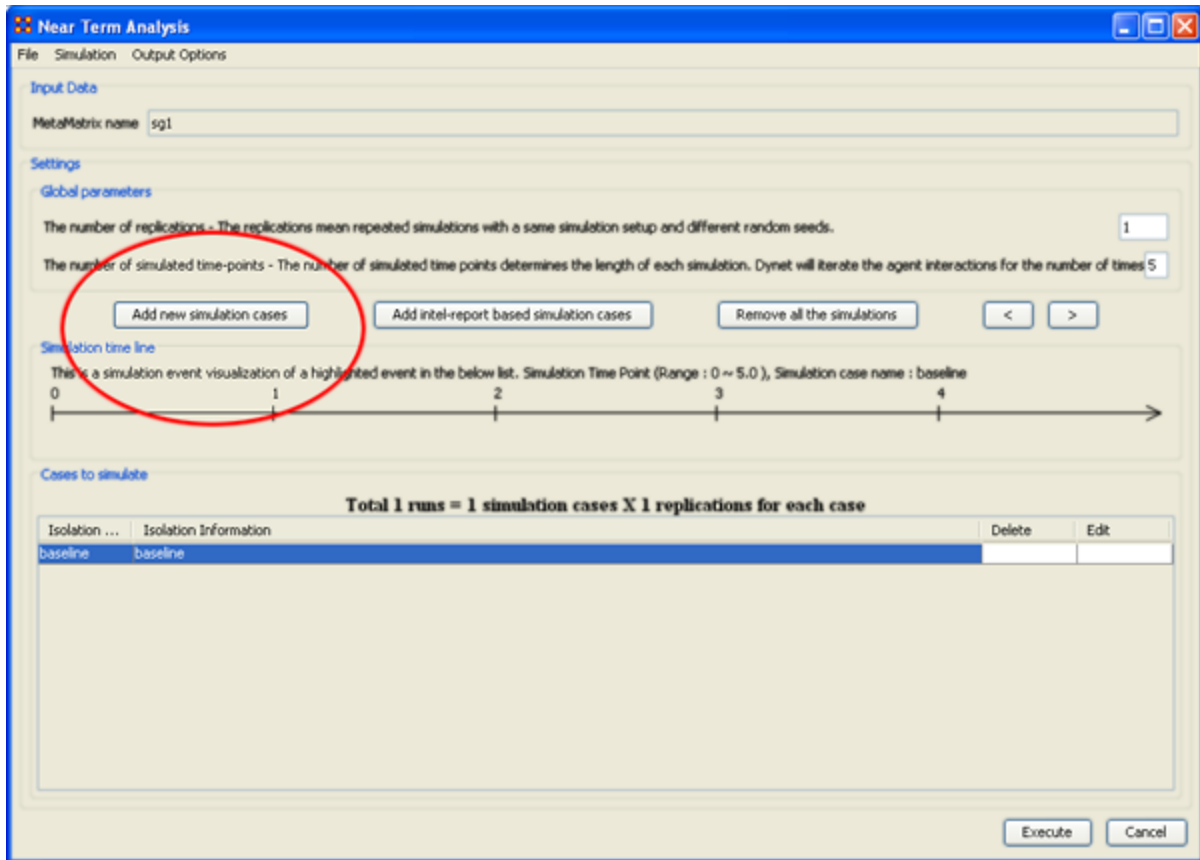 Near Term Analysis
File Simulation Output Options
Input Data
MetaMatrix name sg1
Settings
Global parameters
The number of replications - The replications mean repeated simulations with a same simulation setup and different random seeds. 1
The number of simulated time-points - The number of simulated time points determines the length of each simulation. Dynet will iterate the agent interactions for the number of times 5
Add new simulation cases Add intel-report based simulation cases Remove all the simulations < >
Simulation time line
This is a simulation event visualization of a highlighted event in the below list. Simulation Time Point (Range : 0 ~ 5.0 ), Simulation case name : baseline
0 1 2 3 4
Cases to simulate
Total 1 runs = 1 simulation cases X 1 replications for each case
Isolation ... Isolation Information Delete Edit
baseline baseline
Execute Cancel